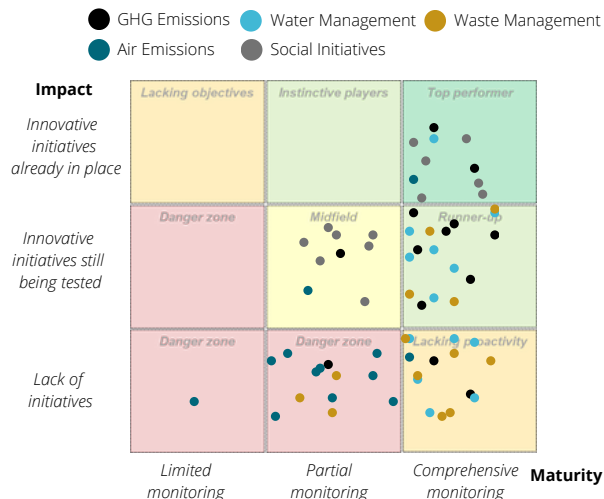 GHG Emissions
Water Management
Waste Management
Air Emissions
Social Initiatives
Impact
Lacking objectives
Instinctive players
Top performer
Innovative
initiatives
already in place
Danger zone
Midfield
Runner-up
Innovative
initiatives still
being tested
Danger zone
Danger zone
Lacking proactivity
Lack of
initiatives
Limited
monitoring
Partial
monitoring
Comprehensive
monitoring
Maturity